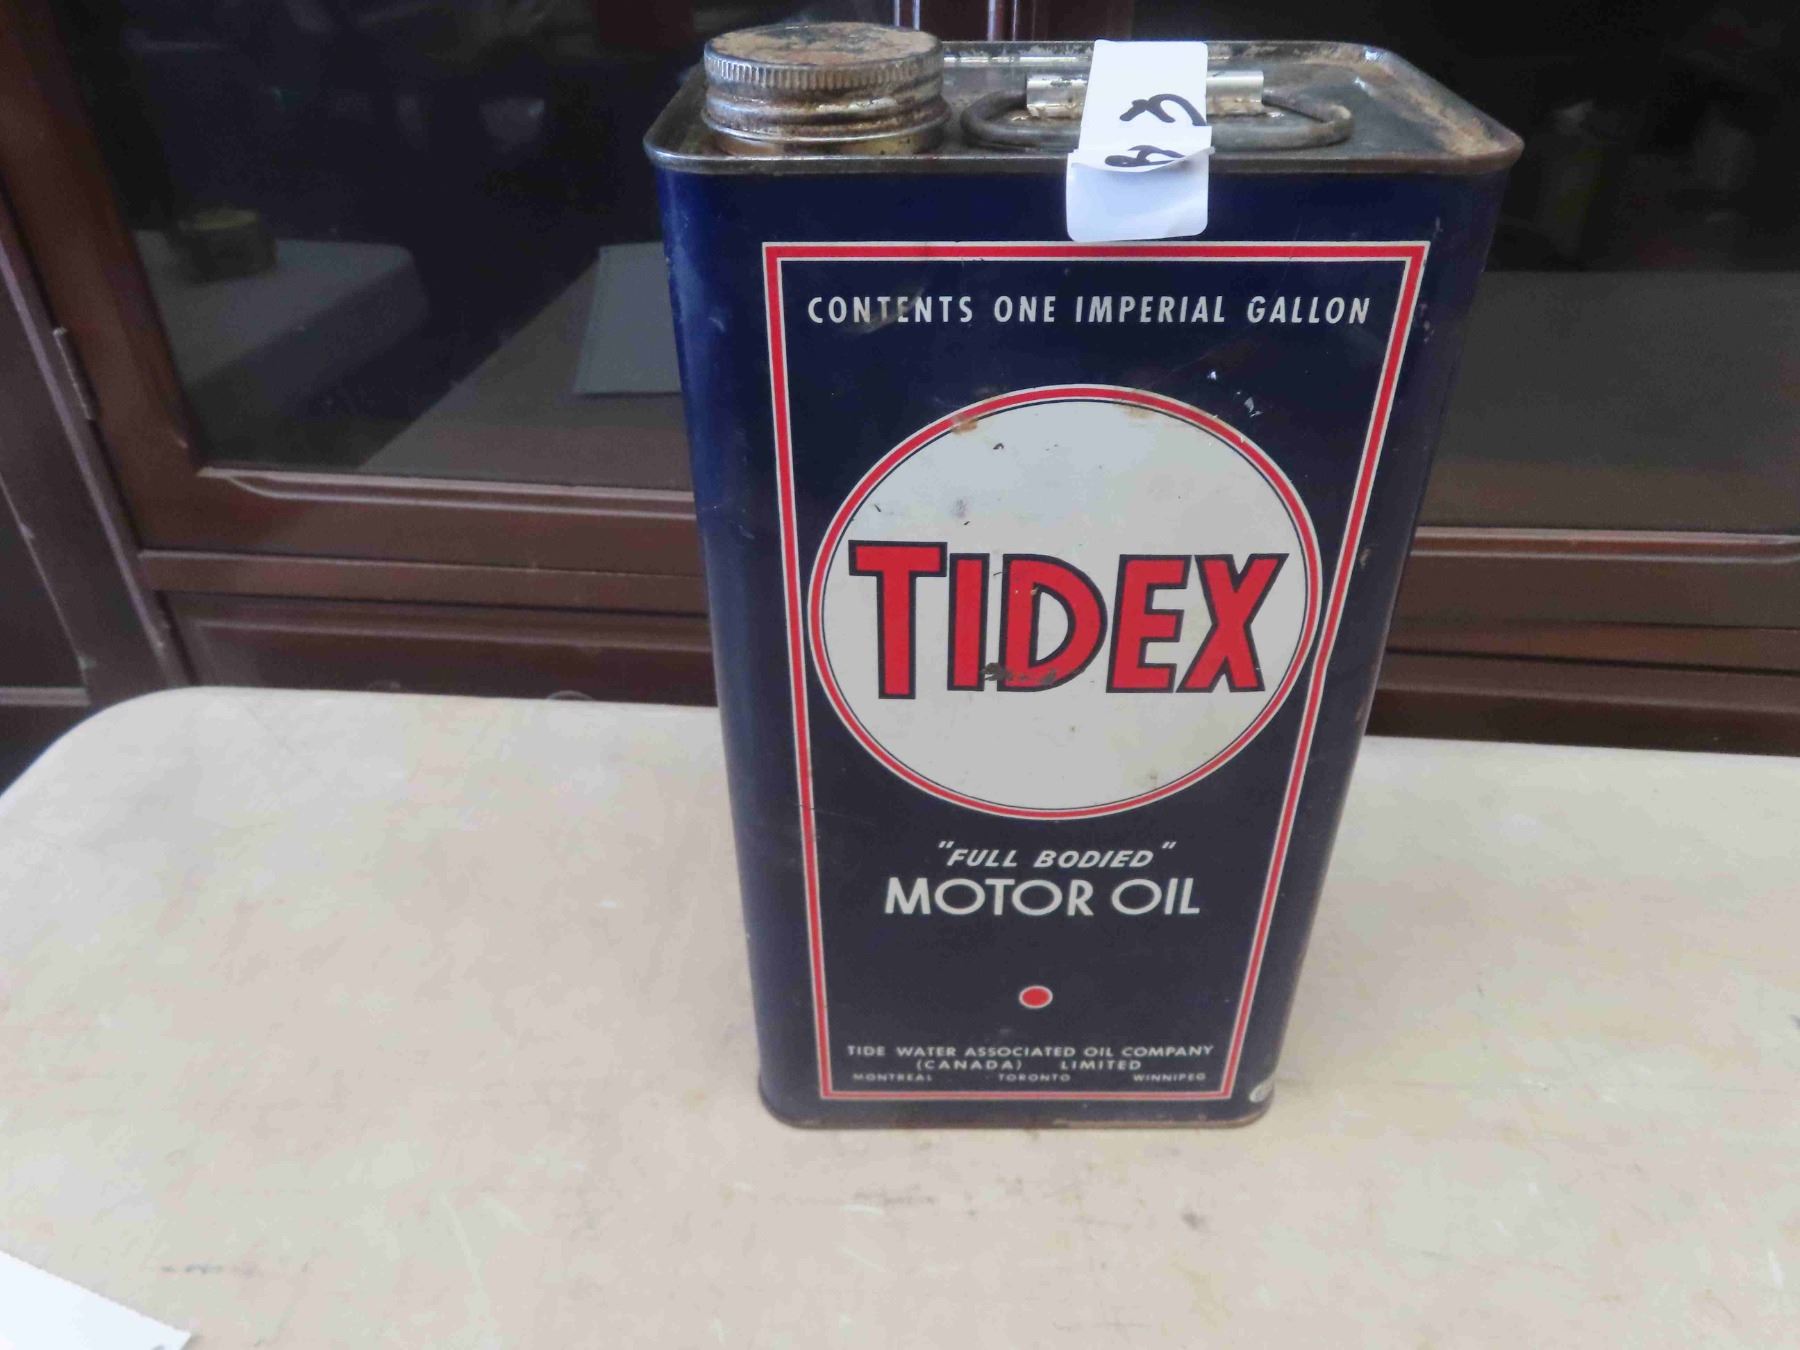 CONTENTS ONE IMPERIAL GALLON
TIDEX
"FULL BODIED"
MOTOR OIL
TIDE WATER ASSOCIATED OIL COMPANY
(CANADA) LIMITED
MONTREAL TORONTO WINNIPEG